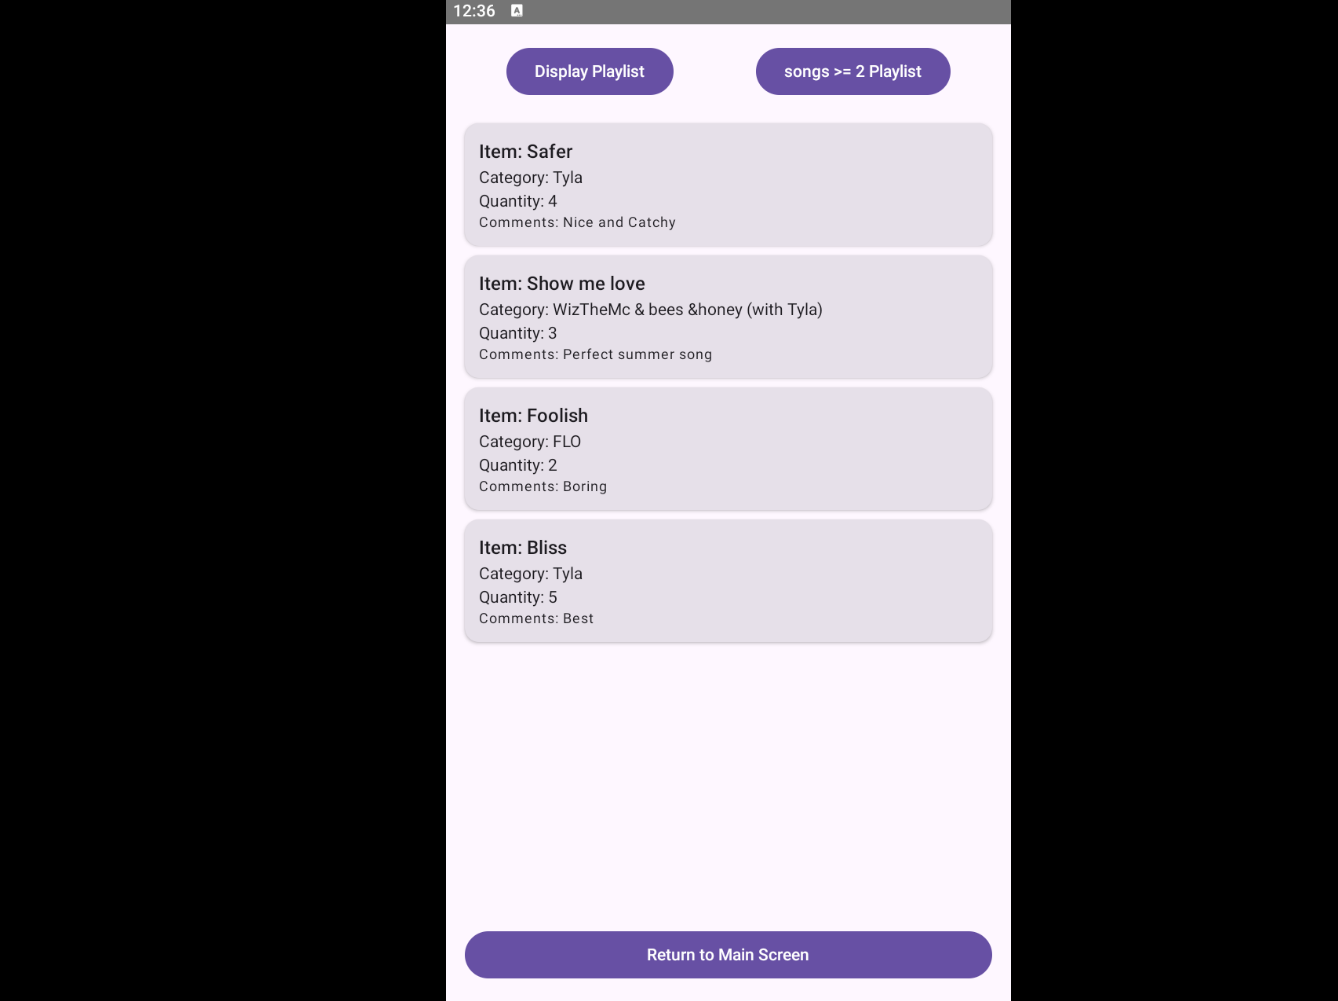 12:36
Display Playlist
songs >= 2 Playlist
Item: Safer
Category: Tyla
Quantity: 4
Comments: Nice and Catchy
Item: Show me love
Category: WizTheMc & bees &honey (with Tyla)
Quantity: 3
Comments: Perfect summer song
Item: Foolish
Category: FLO
Quantity: 2
Comments: Boring
Item: Bliss
Category: Tyla
Quantity: 5
Comments: Best
Return to Main Screen